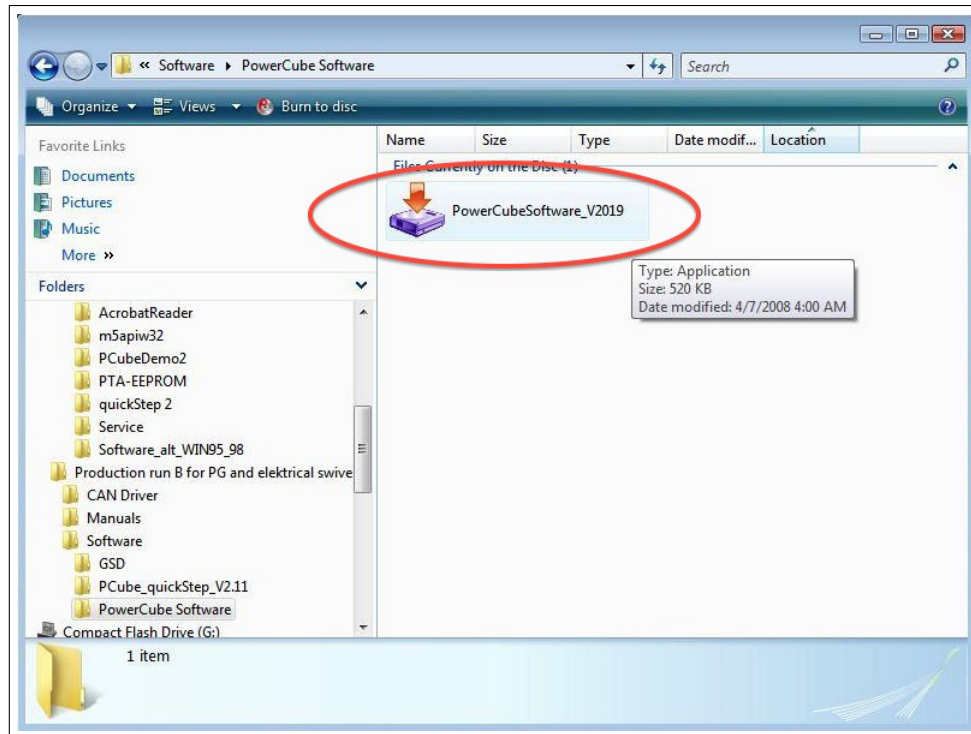 « Software ▸ PowerCube Software
Search
Organize Views Burn to disc
Favorite Links
Documents
Pictures
Music
More »
Folders
AcrobatReader
m5apiw32
PCubeDemo2
PTA-EEPROM
quickStep 2
Service
Software_alt_WIN95_98
Production run B for PG and elektrical swive
CAN Driver
Manuals
Software
GSD
PCube_quickStep_V2.11
PowerCube Software
Compact Flash Drive (G:)
Name Size Type Date modif... Location
Files Currently on the Disc (1)
PowerCubeSoftware_V2019
Type: Application
Size: 520 KB
Date modified: 4/7/2008 4:00 AM
1 item